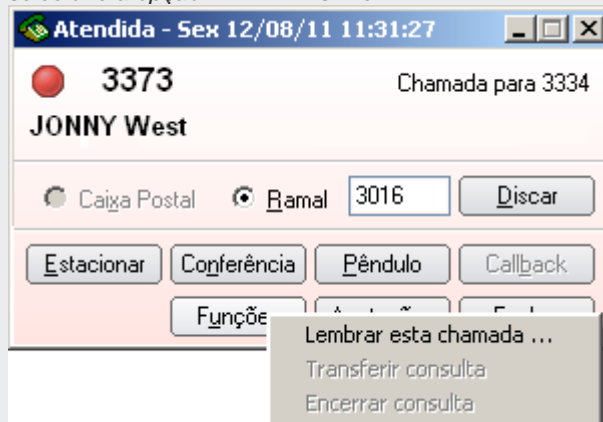 Atendida - Sex 12/08/11 11:31:27
3373 Chamada para 3334
JONNY West
Caixa Postal Ramal 3016 Discar
Estacionar Conferência Pêndulo Callback
Lembrar esta chamada ...
Transferir consulta
Encerrar consulta